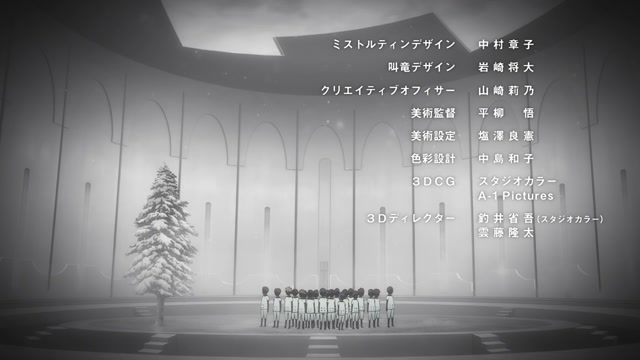 ミストルティンデザイン 中村章子
叫竜デザイン 岩崎将大
クリエイティブオフィサー 山崎莉乃
美術監督 平柳 悟
美術設定 塩澤良憲
色彩設計 中島和子
3DCG スタジオカラー
A-1 Pictures
3Dディレクター 釣井省吾(スタジオカラー)
雲藤隆太